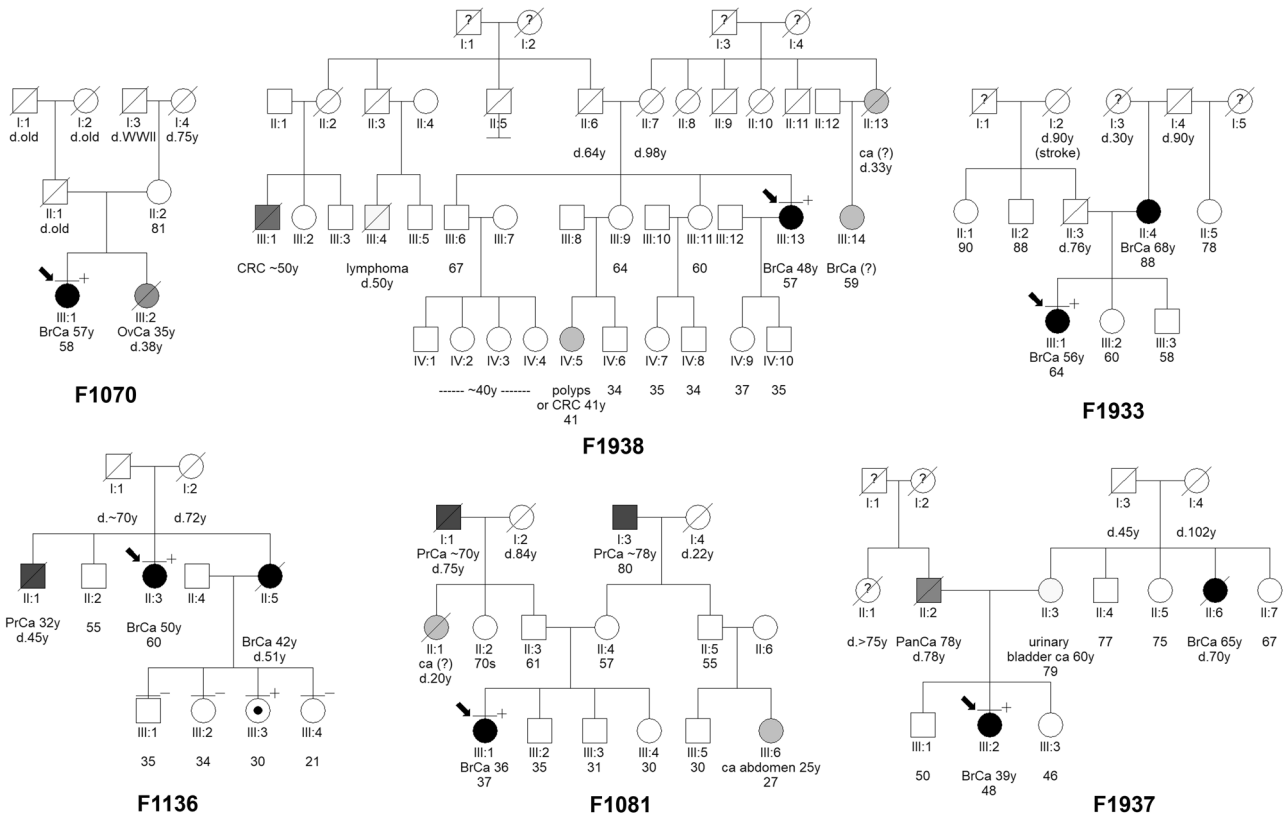 I:1
d.old
I:2
d.old
I:3
d.WWII
I:4
d.75y
II:1
d.old
II:2
81
+
III:1
BrCa 57y
58
III:2
OvCa 35y
d.38y
F1070
? ? ? ?
I:1 I:2 I:3 I:4
II:1 II:2 II:3 II:4 II:5 II:6 II:7 II:8 II:9 II:10 II:11 II:12 II:13
d.64y d.98y
ca (?)
d.33y
+
III:1 III:2 III:3 III:4 III:5 III:6 III:7 III:8 III:9 III:10 III:11 III:12 III:13 III:14
CRC ~50y
lymphoma
d.50y
67
64
60
BrCa 48y
57
BrCa (?)
59
IV:1 IV:2 IV:3 IV:4 IV:5 IV:6 IV:7 IV:8 IV:9 IV:10
------ ~40y -------
polyps
or CRC 41y
41
34 35 34 37 35
F1938
? ? ?
I:1
I:2
d.90y
(stroke)
I:3
d.30y
I:4
d.90y
I:5
II:1
90
II:2
88
II:3
d.76y
II:4
BrCa 68y
88
II:5
78
+
III:1
BrCa 56y
64
III:2
60
III:3
58
F1933
I:1 I:2
d.~70y d.72y
+
II:1 II:2 II:3 II:4 II:5
PrCa 32y
d.45y
55
BrCa 50y
60
BrCa 42y
d.51y
– – + –
III:1 III:2 III:3 III:4
35 34 30 21
F1136
I:1
PrCa ~70y
d.75y
I:2
d.84y
I:3
PrCa ~78y
80
I:4
d.22y
II:1
ca (?)
d.20y
II:2
70s
II:3
61
II:4
57
II:5
55
II:6
+
III:1
BrCa 36
37
III:2
35
III:3
31
III:4
30
III:5
30
III:6
ca abdomen 25y
27
F1081
? ?
I:1 I:2 I:3 I:4
d.45y d.102y
?
II:1 II:2 II:3 II:4 II:5 II:6 II:7
d.>75y
PanCa 78y
d.78y
urinary
bladder ca 60y
79
77
75
BrCa 65y
d.70y
67
+
III:1 III:2 III:3
50
BrCa 39y
48
46
F1937